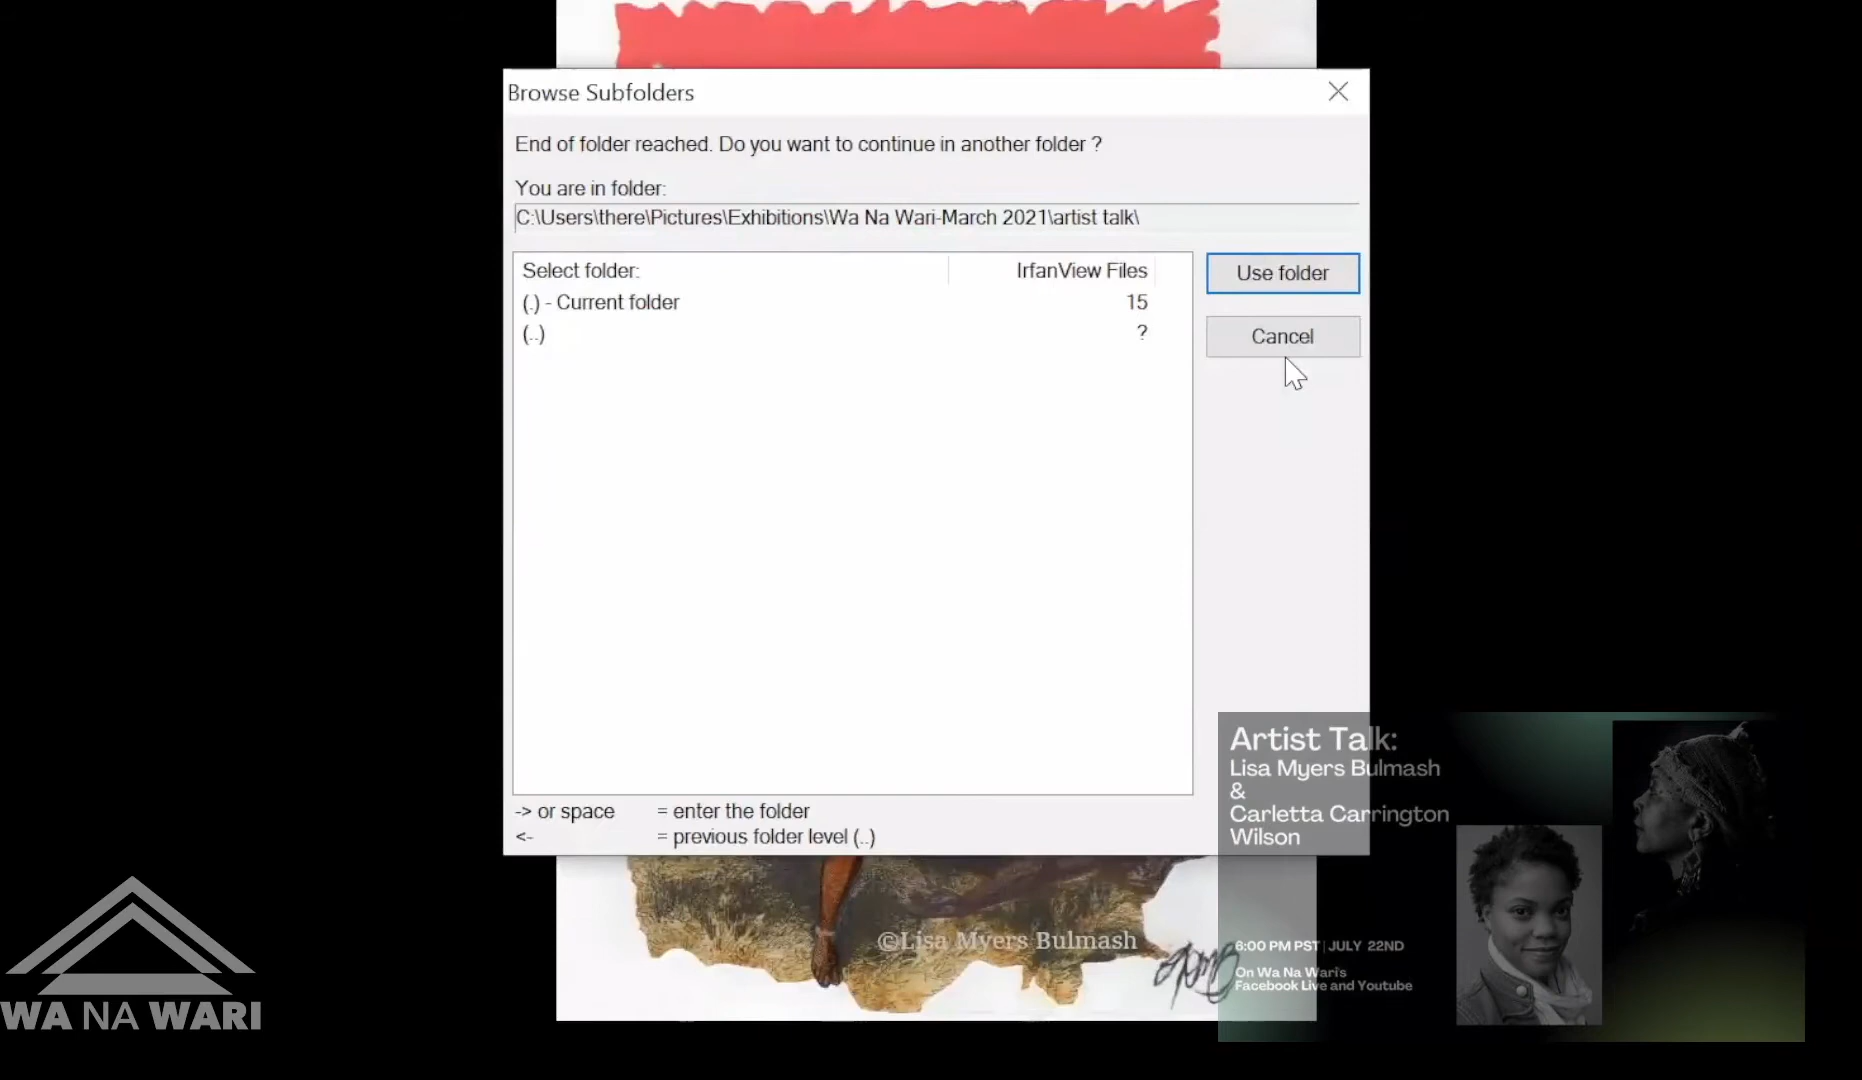 Browse Subfolders
End of folder reached. Do you want to continue in another folder ?
You are in folder:
C:\Users\there\Pictures\Exhibitions\Wa Na Wari-March 2021\artist talk\
Select folder: IrfanView Files
(.) - Current folder 15
(..) ?
Use folder
Cancel
-> or space = enter the folder
<- = previous folder level (..)
Artist Talk:
Lisa Myers Bulmash
&
Carletta Carrington
Wilson
6:00 PM PST | JULY 22ND
On Wa Na Wari's
Facebook Live and Youtube
©Lisa Myers Bulmash
WA NA WARI